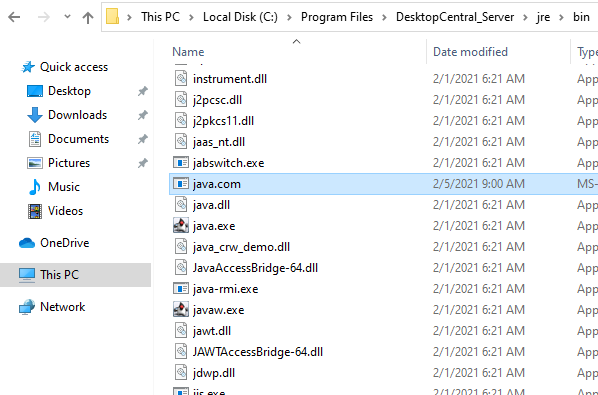 This PC > Local Disk (C:) > Program Files > DesktopCentral_Server > jre > bin
Name Date modified Type
Quick access
instrument.dll 2/1/2021 6:21 AM App
Desktop j2pcsc.dll 2/1/2021 6:21 AM App
Downloads j2pkcs11.dll 2/1/2021 6:21 AM App
Documents jaas_nt.dll 2/1/2021 6:21 AM App
Pictures jabswitch.exe 2/1/2021 6:21 AM App
Music java.com 2/5/2021 9:00 AM MS-
Videos java.dll 2/1/2021 6:21 AM App
java.exe 2/1/2021 6:21 AM App
OneDrive java_crw_demo.dll 2/1/2021 6:21 AM App
This PC JavaAccessBridge-64.dll 2/1/2021 6:21 AM App
java-rmi.exe 2/1/2021 6:21 AM App
Network javaw.exe 2/1/2021 6:21 AM App
jawt.dll 2/1/2021 6:21 AM App
JAWTAccessBridge-64.dll 2/1/2021 6:21 AM App
jdwp.dll 2/1/2021 6:21 AM App